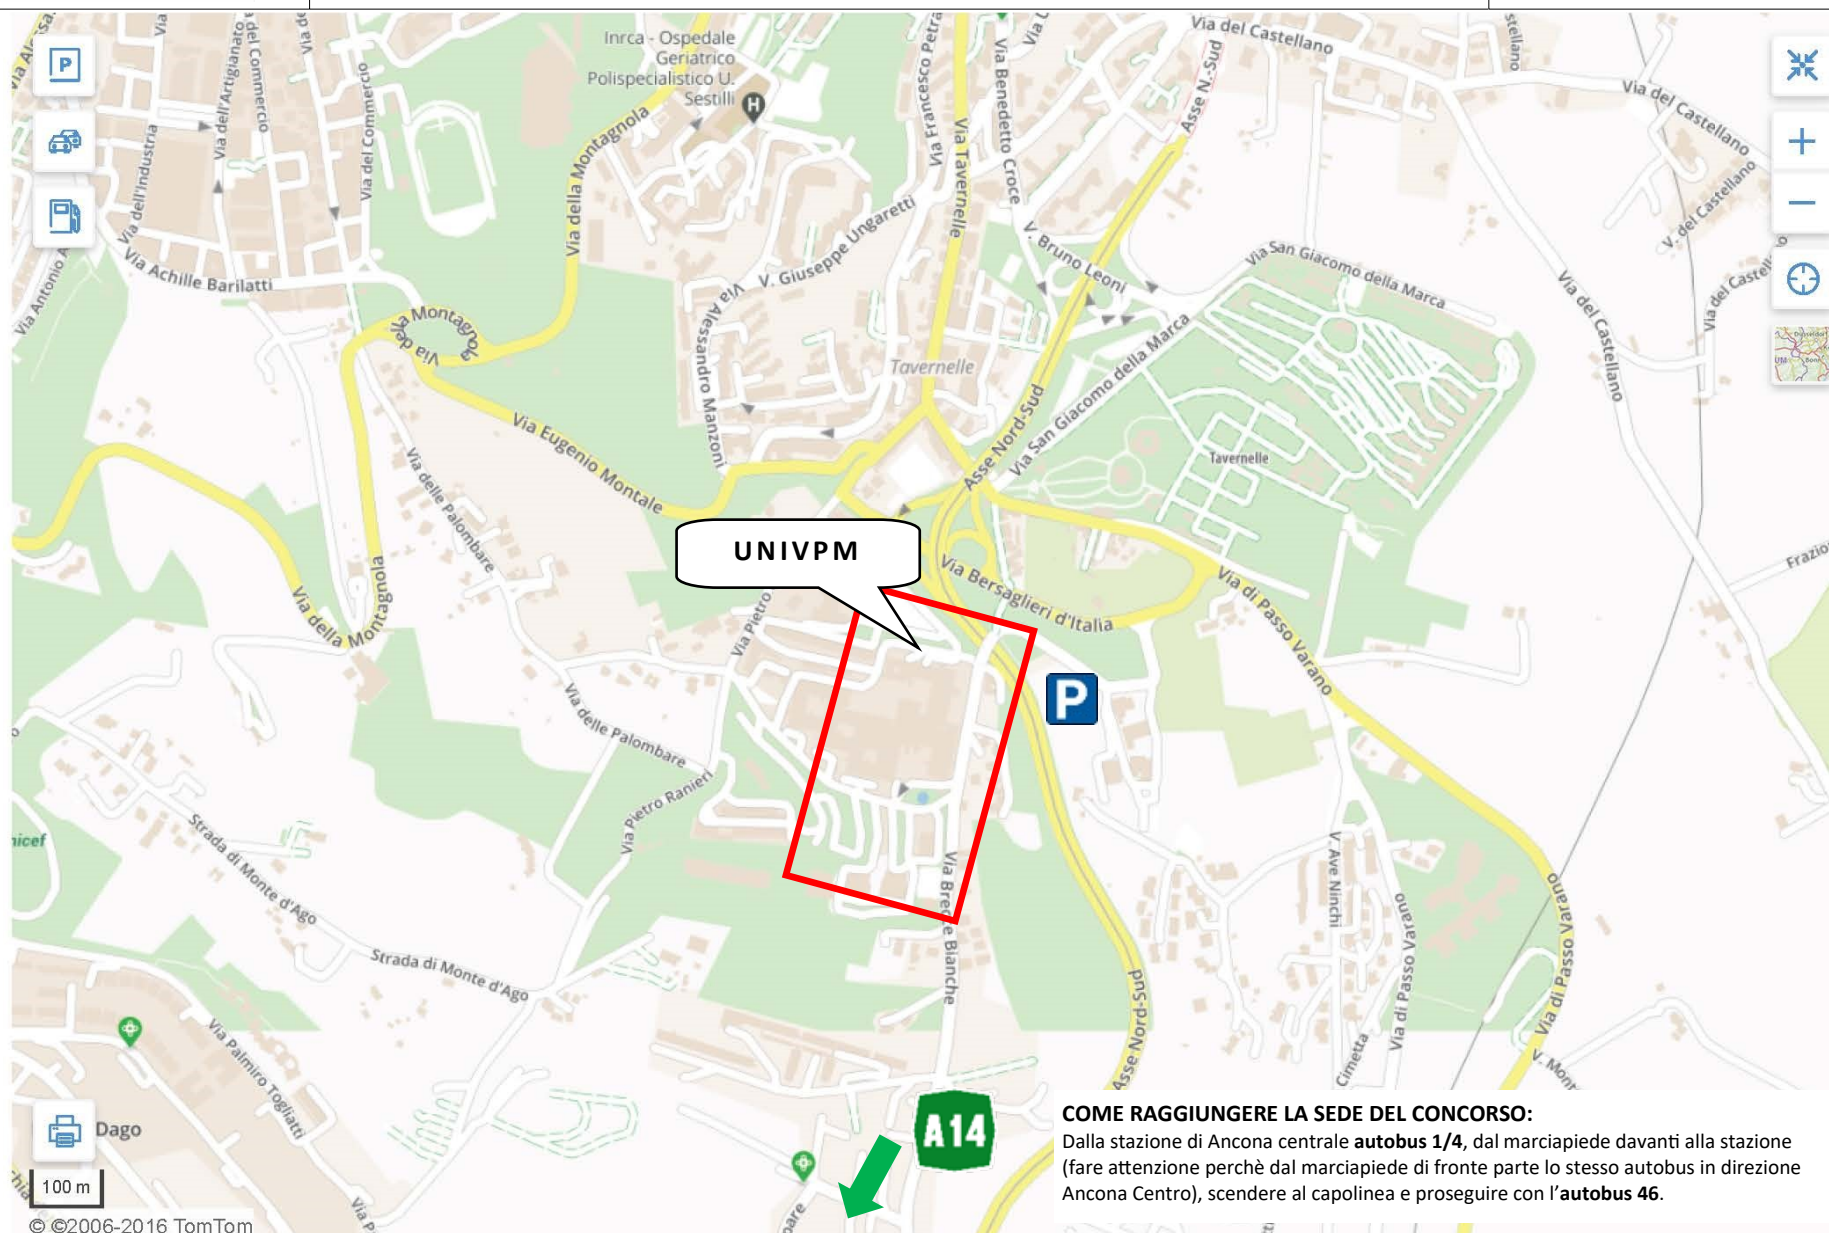 Inrca - Ospedale
Geriatrico
Polispecialistico U.
Sestilli
H
P
Via dell'Artigianato
del Commercio
Via del Commercio
Via dell'Industria
Via Achille Barilatti
Via della Montagnola
Via Francesco Petra
Via Tavernelle
Via Benedetto Croce
Via del Castellano
Asse N.-Sud
stellano
Via del Castellano
V. del Castellano
Via San Giacomo della Marca
V. Bruno Leoni
V. Giuseppe Ungaretti
Via Alessandro Manzoni
Via della Montagnola
Tavernelle
Via San Giacomo della Marca
Asse Nord-Sud
Via del Castellano
Tavernelle
Via Eugenio Montale
Via delle Palombare
Via della Montagnola
UNIVPM
Via Pietro
Via Bersaglieri d'Italia
Via di Passo Varano
Frazio
P
Via delle Palombare
Via Pietro Ranieri
nicef
Strada di Monte d'Ago
Strada di Monte d'Ago
Via Brecce Bianche
V. Ave Ninchi
Via di Passo Varano
Via di Passo Varano
Asse Nord-Sud
Cimetta
V. Mont
Via Palmiro Togliatti
Dago
100 m
A14
pare
Via P
COME RAGGIUNGERE LA SEDE DEL CONCORSO:
Dalla stazione di Ancona centrale autobus 1/4, dal marciapiede davanti alla stazione
(fare attenzione perchè dal marciapiede di fronte parte lo stesso autobus in direzione
Ancona Centro), scendere al capolinea e proseguire con l'autobus 46.
© ©2006-2016 TomTom